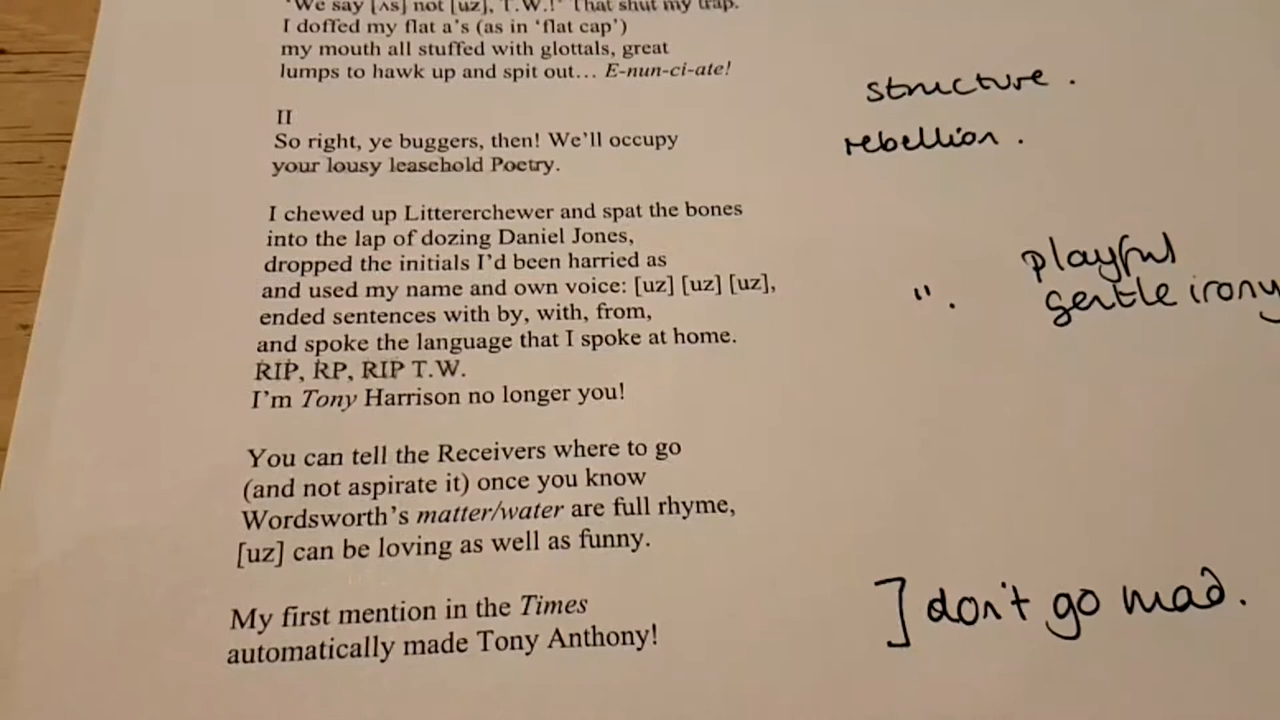 'We say [ʌs] not [uz], T.W.!' That shut my trap.
I doffed my flat a's (as in 'flat cap')
my mouth all stuffed with glottals, great
lumps to hawk up and spit out… E-nun-ci-ate!
structure.
II
So right, ye buggers, then! We'll occupy
your lousy leasehold Poetry.
rebellion.
I chewed up Littererchewer and spat the bones
into the lap of dozing Daniel Jones,
dropped the initials I'd been harried as
and used my name and own voice: [uz] [uz] [uz],
ended sentences with by, with, from,
and spoke the language that I spoke at home.
RIP, RP, RIP T.W.
I'm Tony Harrison no longer you!
" .
playful
gentle irony
You can tell the Receivers where to go
(and not aspirate it) once you know
Wordsworth's matter/water are full rhyme,
[uz] can be loving as well as funny.
My first mention in the Times
automatically made Tony Anthony!
] don't go mad.